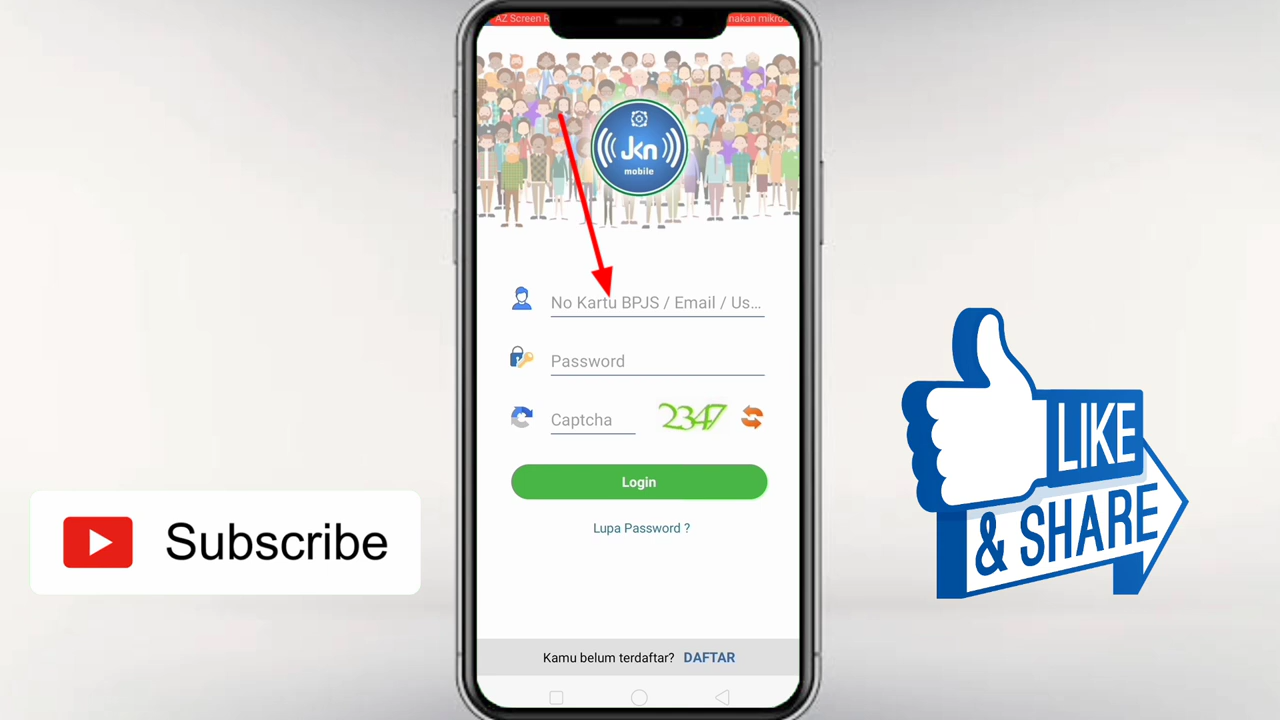 AZ Screen R
nakan mikro
Jkn
mobile
No Kartu BPJS / Email / Us...
Password
Captcha
2347
Login
Lupa Password ?
Kamu belum terdaftar? DAFTAR
Subscribe
LIKE
& SHARE